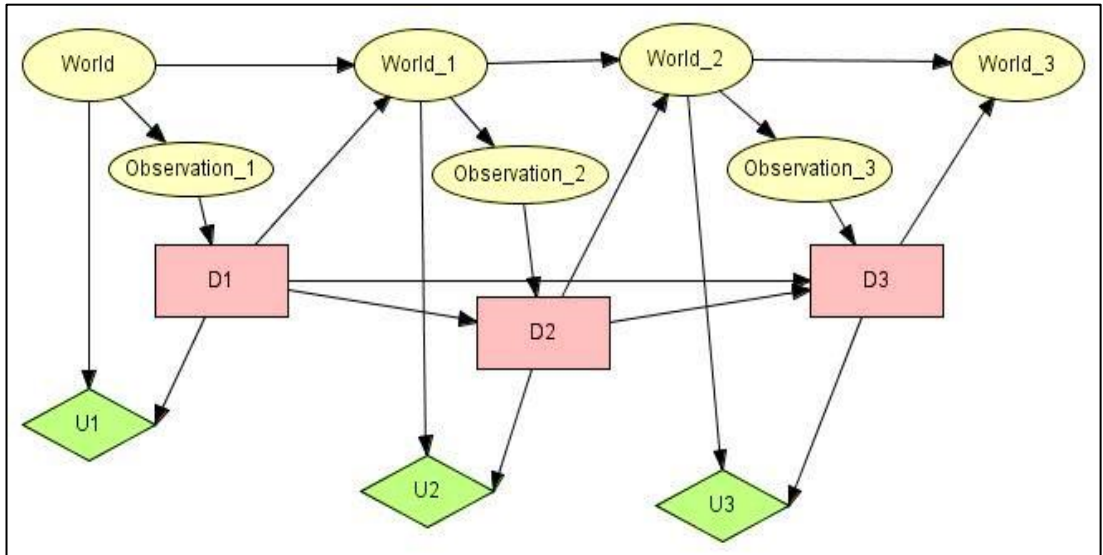 World
World_1
World_2
World_3
Observation_1
Observation_2
Observation_3
D1
D2
D3
U1
U2
U3